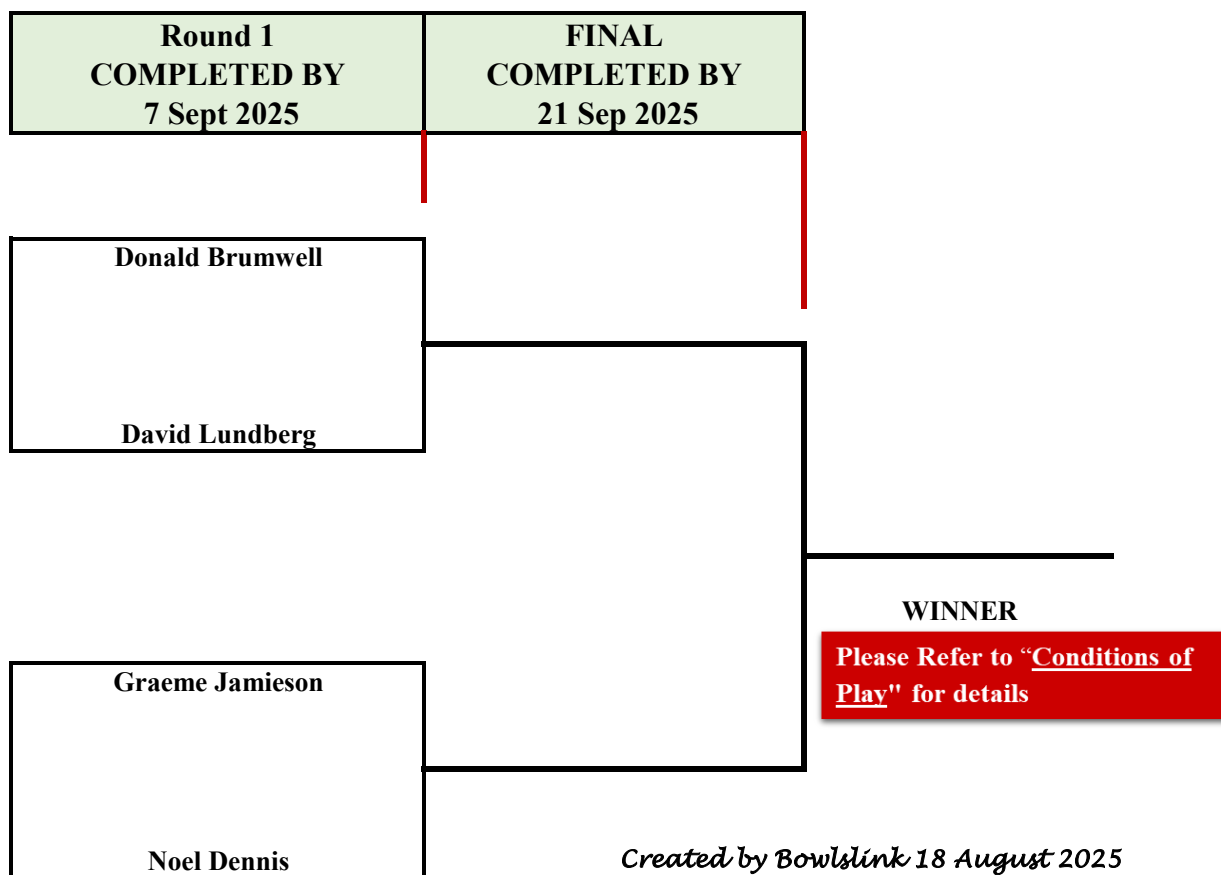 Round 1
COMPLETED BY
7 Sept 2025
FINAL
COMPLETED BY
21 Sep 2025
Donald Brumwell
David Lundberg
WINNER
Please Refer to “Conditions of
Play" for details
Graeme Jamieson
Noel Dennis
Created by Bowlslink 18 August 2025